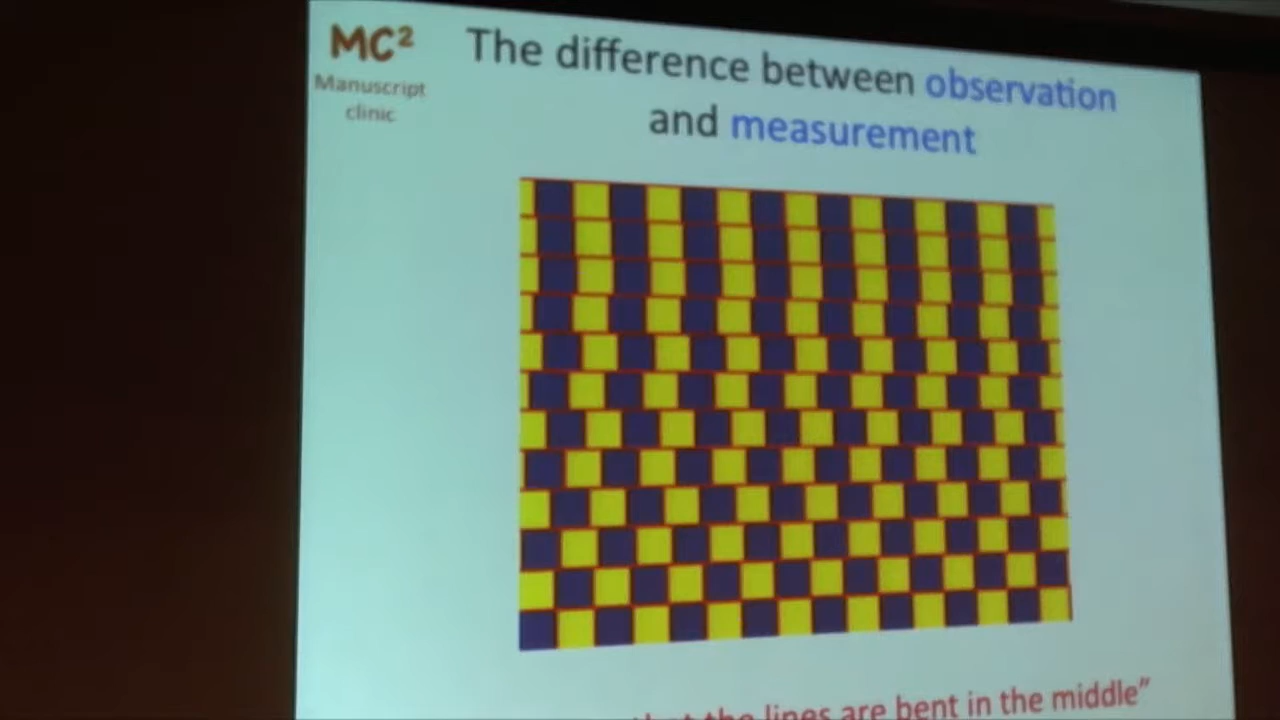 MC²
Manuscript
clinic
The difference between observation
and measurement
the lines are bent in the middle”